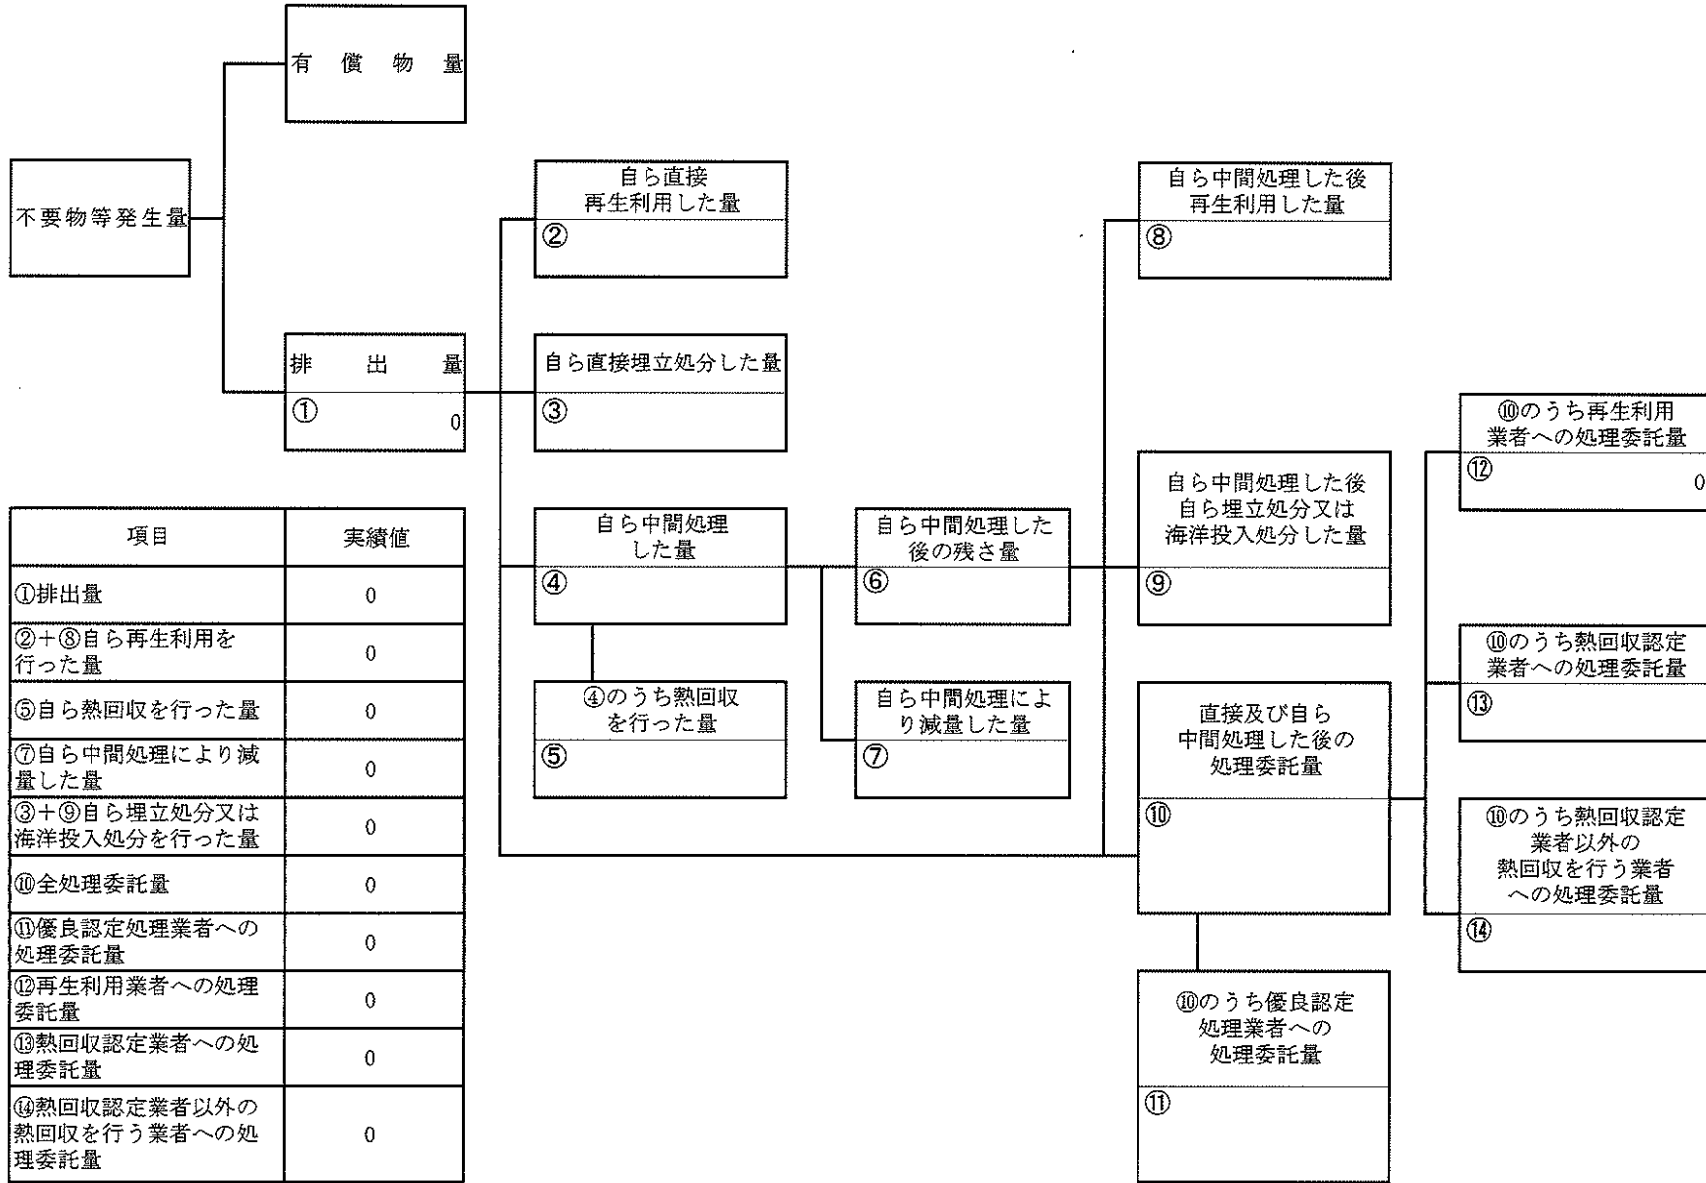 有償物量
不要物等発生量
排出量
①
0
自ら直接
再生利用した量
②
自ら直接埋立処分した量
③
自ら中間処理
した量
④
④のうち熱回収
を行った量
⑤
自ら中間処理した
後の残さ量
⑥
自ら中間処理によ
り減量した量
⑦
自ら中間処理した後
再生利用した量
⑧
自ら中間処理した後
自ら埋立処分又は
海洋投入処分した量
⑨
直接及び自ら
中間処理した後の
処理委託量
⑩
⑩のうち優良認定
処理業者への
処理委託量
⑪
⑩のうち再生利用
業者への処理委託量
⑫
0
⑩のうち熱回収認定
業者への処理委託量
⑬
⑩のうち熱回収認定
業者以外の
熱回収を行う業者
への処理委託量
⑭
項目 実績値
①排出量 0
②＋⑧自ら再生利用を
行った量 0
⑤自ら熱回収を行った量 0
⑦自ら中間処理により減
量した量 0
③＋⑨自ら埋立処分又は
海洋投入処分を行った量 0
⑩全処理委託量 0
⑪優良認定処理業者への
処理委託量 0
⑫再生利用業者への処理
委託量 0
⑬熱回収認定業者への処
理委託量 0
⑭熱回収認定業者以外の
熱回収を行う業者への処
理委託量 0